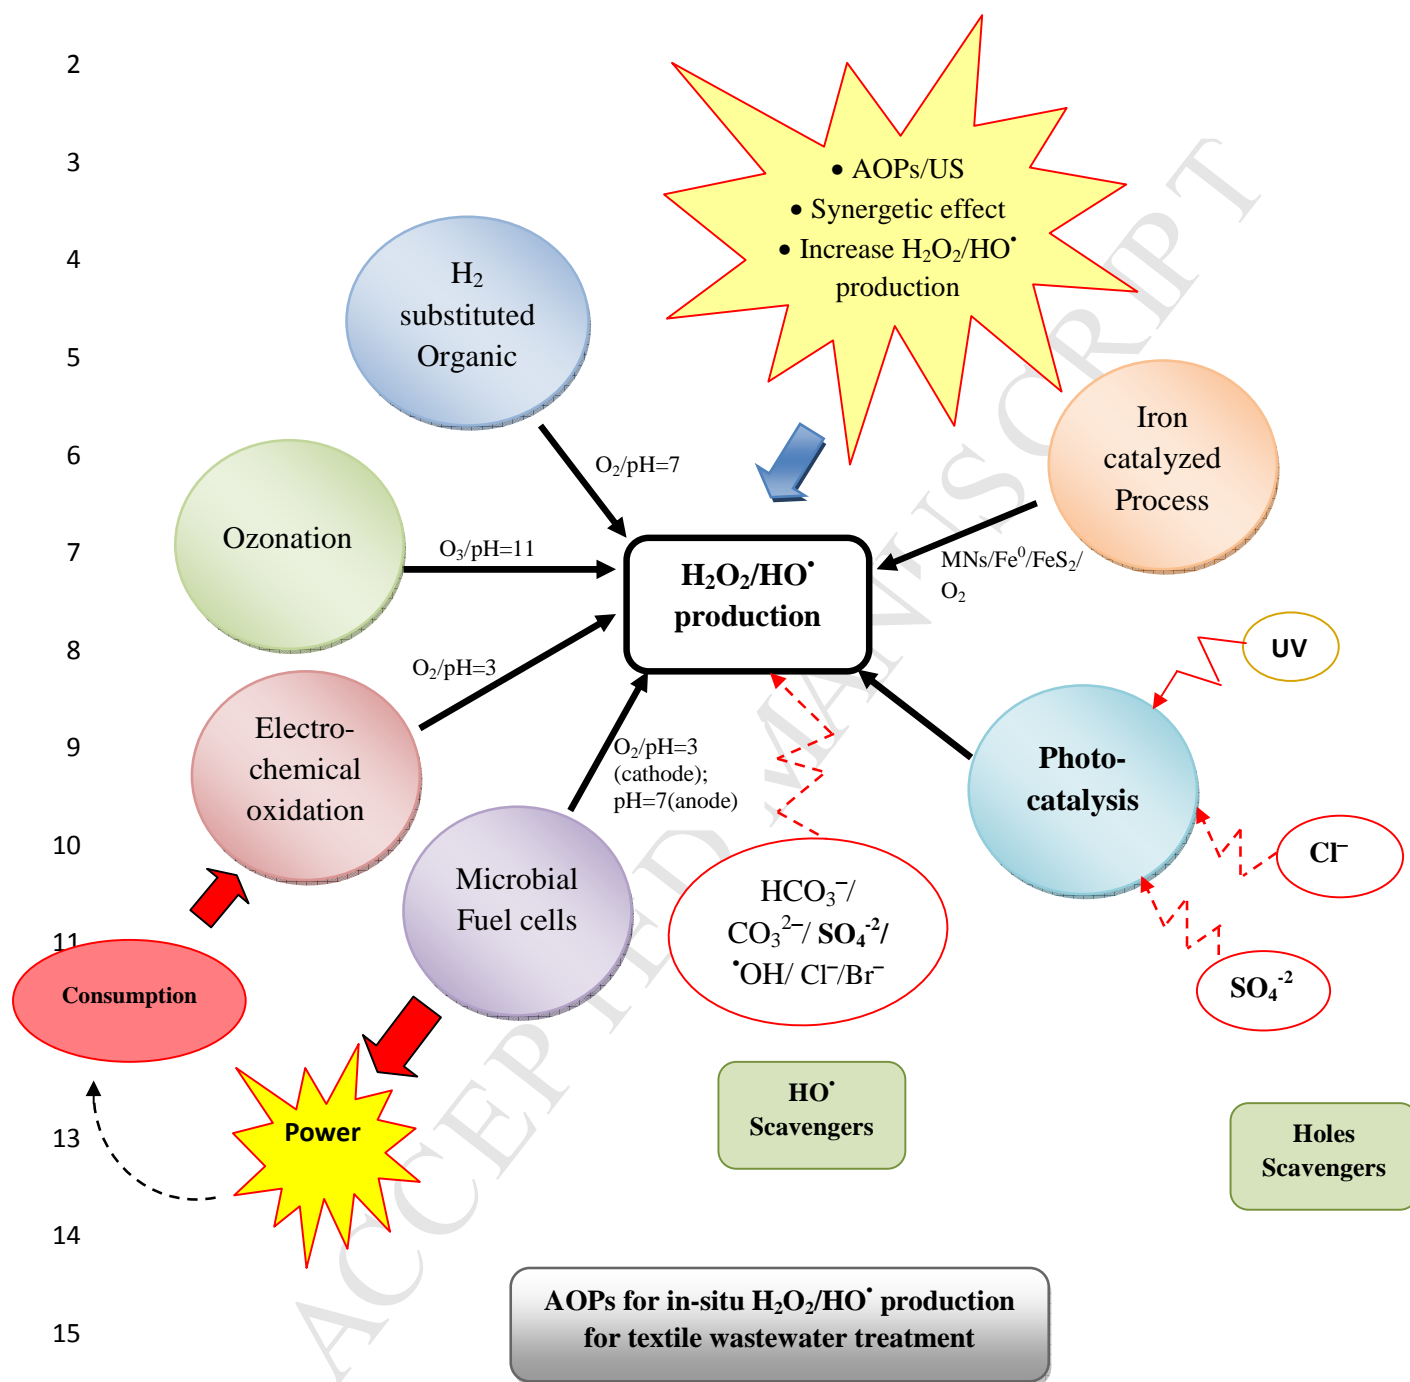 2
3
4
5
6
7
8
9
10
11
13
14
15
• AOPs/US
• Synergetic effect
• Increase H₂O₂/HO•
production
H₂
substituted
Organic
Iron
catalyzed
Process
Ozonation
O₂/pH=7
O₃/pH=11
MNs/Fe⁰/FeS₂/
O₂
H₂O₂/HO•
production
O₂/pH=3
UV
Electro-
chemical
oxidation
O₂/pH=3
(cathode);
pH=7(anode)
Photo-
catalysis
Microbial
Fuel cells
HCO₃⁻/
CO₃²⁻/ SO₄⁻²/
•OH/ Cl⁻/Br⁻
Cl⁻
SO₄⁻²
Consumption
Power
HO•
Scavengers
Holes
Scavengers
AOPs for in-situ H₂O₂/HO• production
for textile wastewater treatment
ACCEPTED MANUSCRIPT